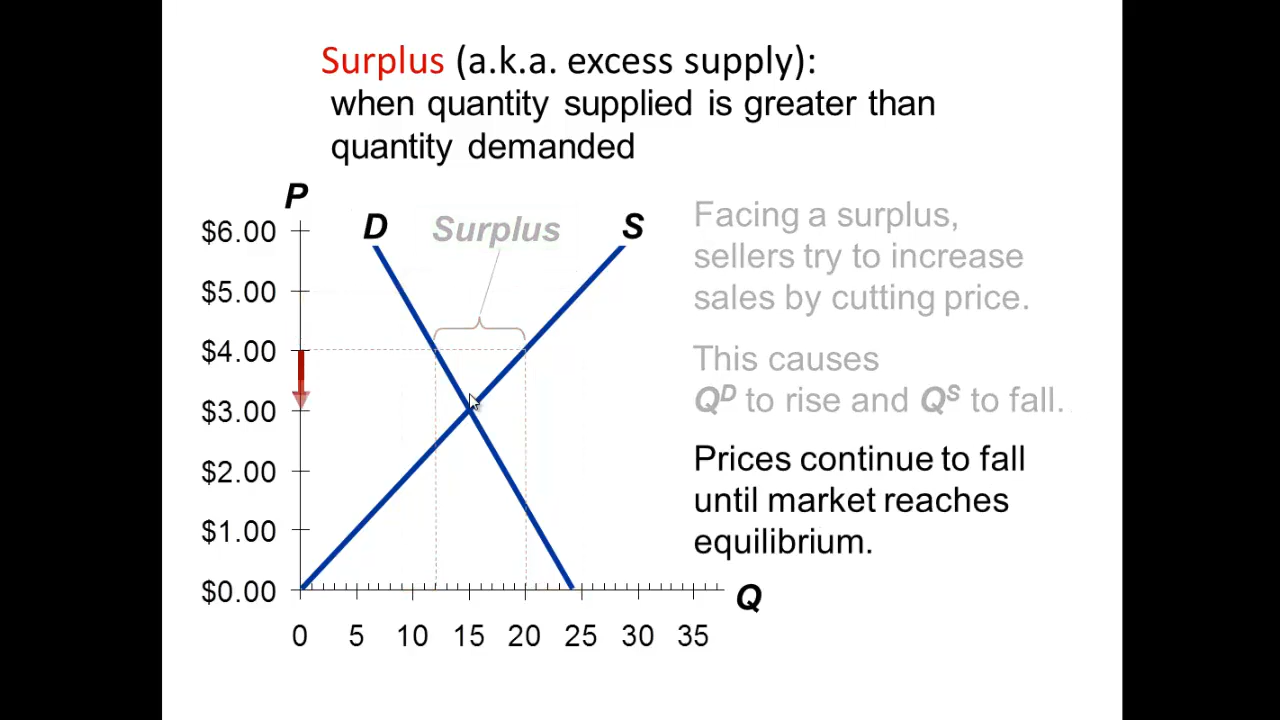 Surplus (a.k.a. excess supply):
when quantity supplied is greater than
quantity demanded
P
D
Surplus
S
$6.00
$5.00
$4.00
$3.00
$2.00
$1.00
$0.00
0 5 10 15 20 25 30 35
Q
Facing a surplus,
sellers try to increase
sales by cutting price.
This causes
QD to rise and QS to fall.
Prices continue to fall
until market reaches
equilibrium.